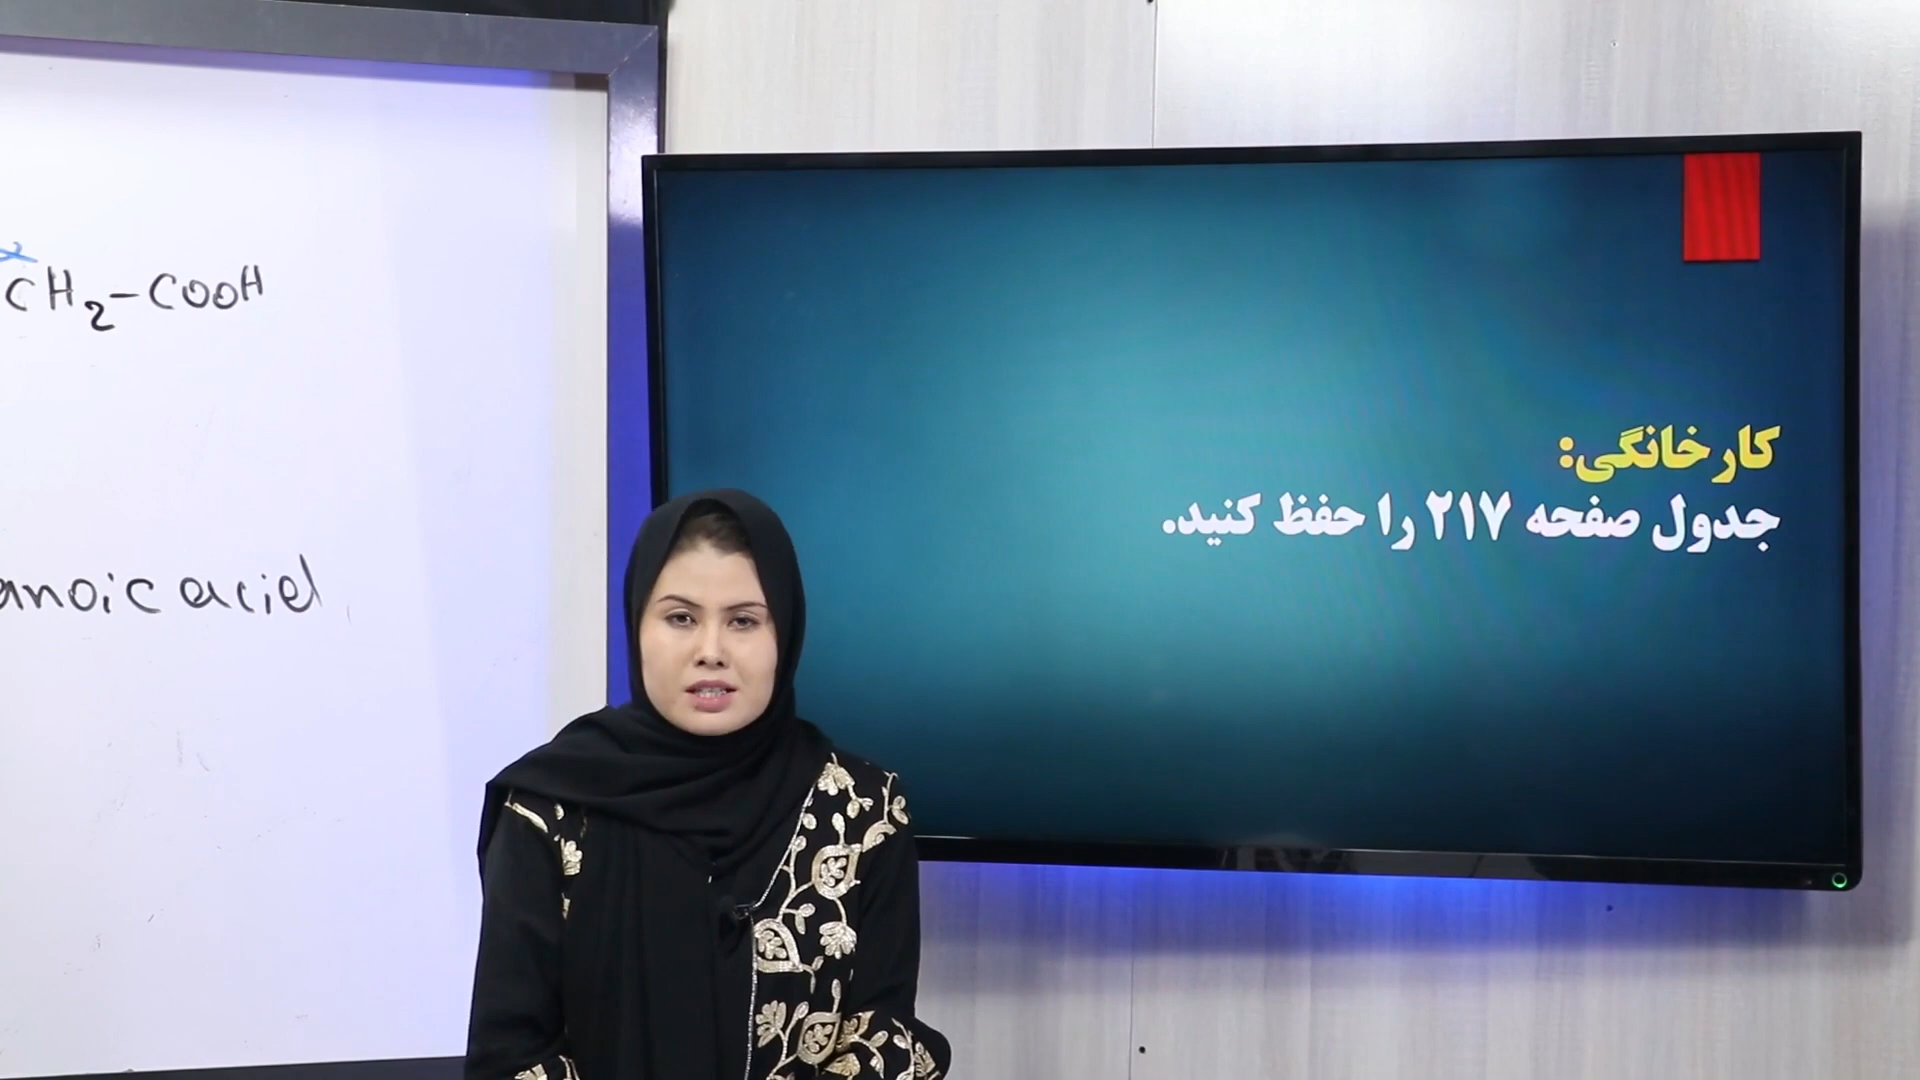 CH₂-COOH
anoic acid
کارخانگی:
جدول صفحه ۲۱۷ را حفظ کنید.